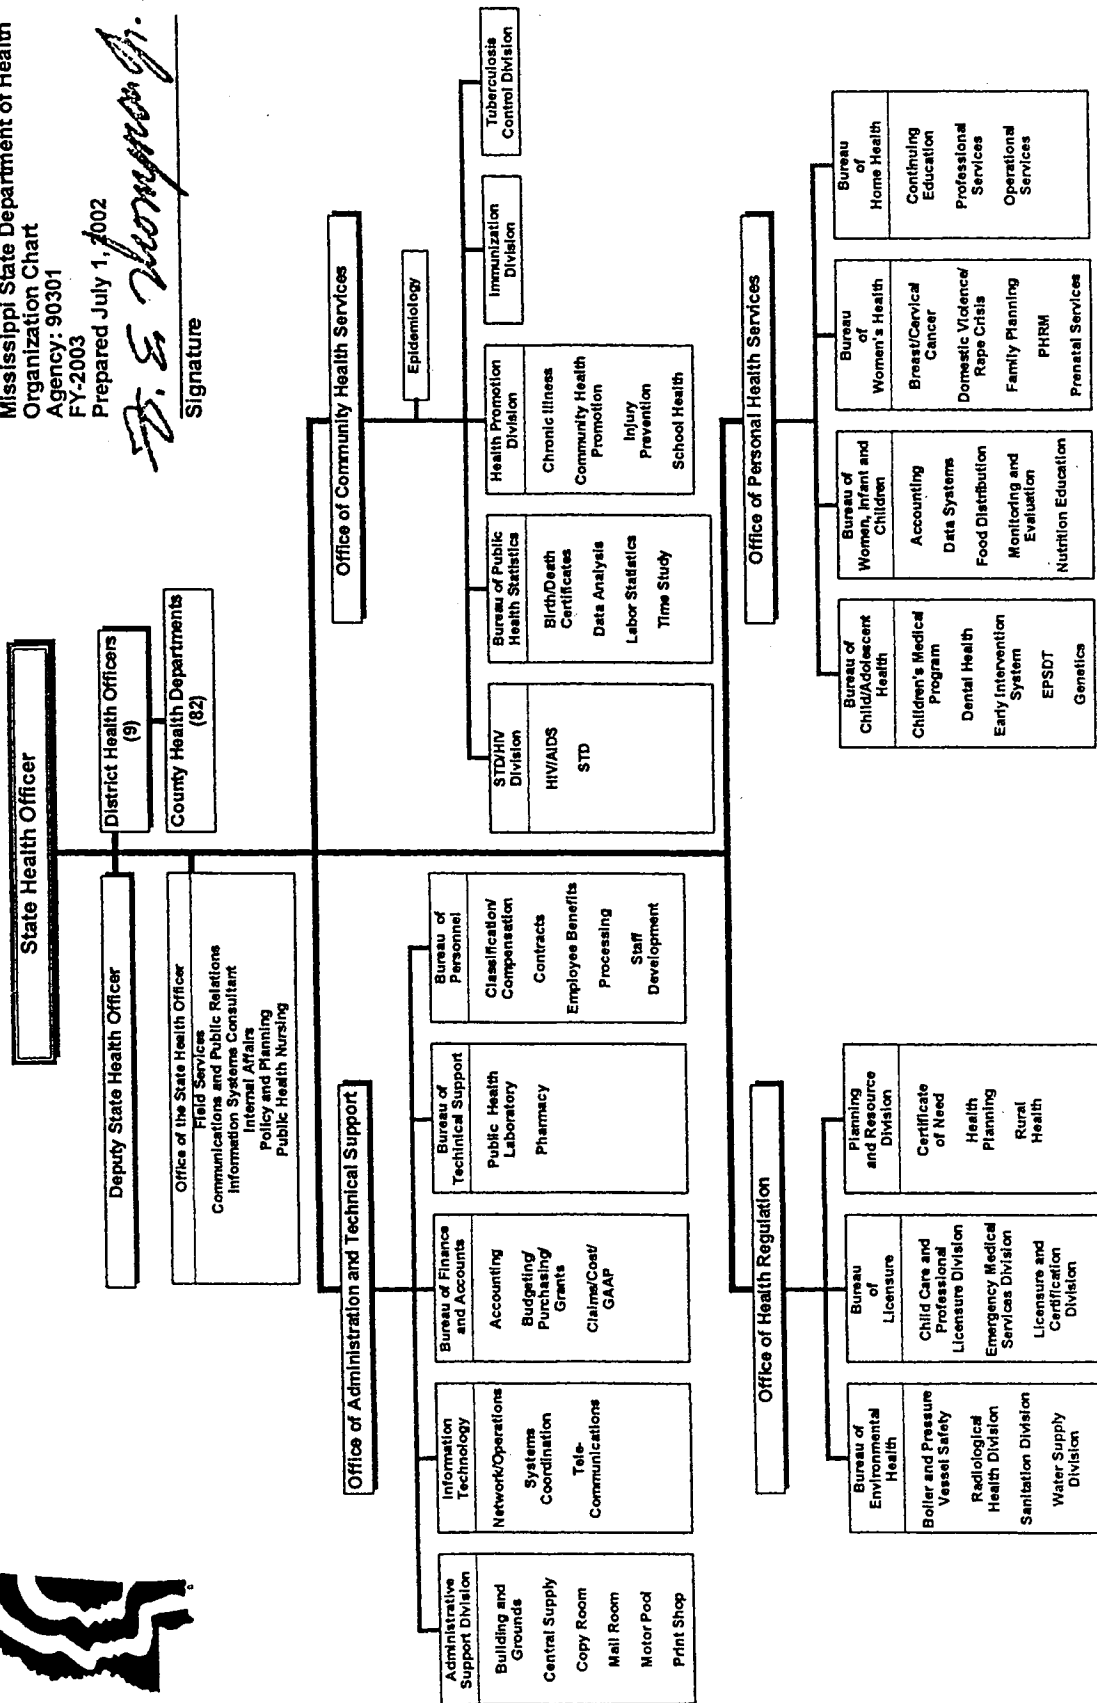 Mississippi State Department of Health
Organization Chart
Agency: 90301
FY-2003
Prepared July 1, 2002
Signature
State Health Officer
Deputy State Health Officer
District Health Officers
(9)
County Health Departments
(82)
Office of the State Health Officer
Field Services
Communications and Public Relations
Information Systems Consultant
Internal Affairs
Policy and Planning
Public Health Nursing
Office of Administration and Technical Support
Administrative
Support Division
Building and
Grounds
Central Supply
Copy Room
Mail Room
Motor Pool
Print Shop
Information
Technology
Network/Operations
Systems
Coordination
Tele-
Communications
Bureau of Finance
and Accounts
Accounting
Budgeting/
Purchasing/
Grants
Claims/Cost/
GAAP
Bureau of
Technical Support
Public Health
Laboratory
Pharmacy
Bureau of
Personnel
Classification/
Compensation
Contracts
Employee Benefits
Processing
Staff
Development
Office of Community Health Services
Epidemiology
STD/HIV
Division
HIV/AIDS
STD
Bureau of Public
Health Statistics
Birth/Death
Certificates
Data Analysis
Labor Statistics
Time Study
Health Promotion
Division
Chronic Illness
Community Health
Promotion
Injury
Prevention
School Health
Immunization
Division
Tuberculosis
Control Division
Office of Health Regulation
Bureau of
Environmental
Health
Boiler and Pressure
Vessel Safety
Radiological
Health Division
Sanitation Division
Water Supply
Division
Bureau
of
Licensure
Child Care and
Professional
Licensure Division
Emergency Medical
Services Division
Licensure and
Certification
Division
Planning
and Resource
Division
Certificate
of Need
Health
Planning
Rural
Health
Office of Personal Health Services
Bureau of
Child/Adolescent
Health
Children's Medical
Program
Dental Health
Early Intervention
System
EPSDT
Genetics
Bureau of
Women, Infant and
Children
Accounting
Data Systems
Food Distribution
Monitoring and
Evaluation
Nutrition Education
Bureau
of
Women's Health
Breast/Cervical
Cancer
Domestic Violence/
Rape Crisis
Family Planning
PHRM
Prenatal Services
Bureau
of
Home Health
Continuing
Education
Professional
Services
Operational
Services